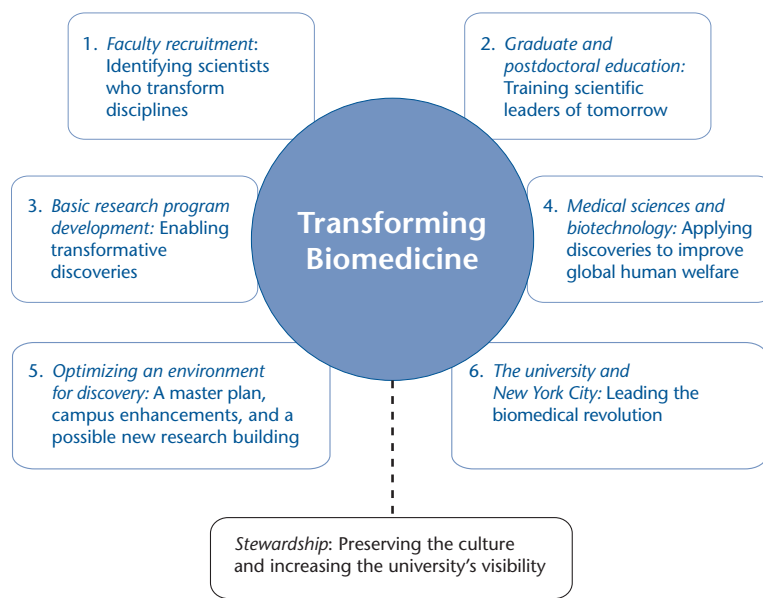 1. Faculty recruitment:
Identifying scientists
who transform
disciplines
2. Graduate and
postdoctoral education:
Training scientific
leaders of tomorrow
Transforming
Biomedicine
3. Basic research program
development: Enabling
transformative
discoveries
4. Medical sciences and
biotechnology: Applying
discoveries to improve
global human welfare
5. Optimizing an environment
for discovery: A master plan,
campus enhancements, and a
possible new research building
6. The university and
New York City: Leading the
biomedical revolution
Stewardship: Preserving the culture
and increasing the university’s visibility